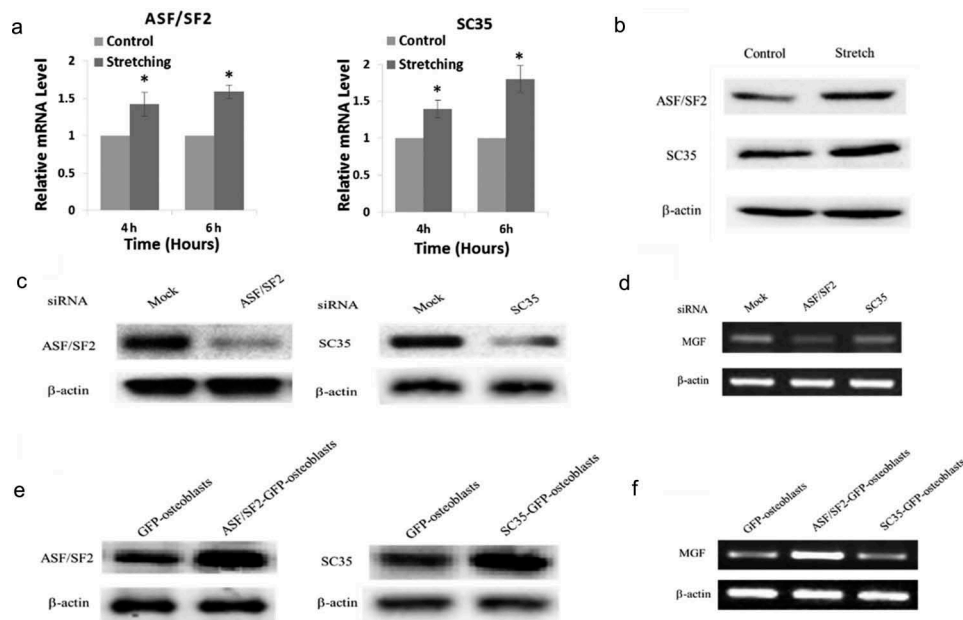 a
ASF/SF2
Control
Stretching
Relative mRNA Level
2
1.5
1
0.5
0
*
*
4h
6h
Time (Hours)
SC35
Control
Stretching
Relative mRNA Level
2
1.5
1
0.5
0
*
*
4h
6h
Time (Hours)
b
Control Stretch
ASF/SF2
SC35
β-actin
c
siRNA Mock ASF/SF2
ASF/SF2
β-actin
siRNA Mock SC35
SC35
β-actin
d
siRNA Mock ASF/SF2 SC35
MGF
β-actin
e
GFP-osteoblasts ASF/SF2-GFP-osteoblasts
ASF/SF2
β-actin
GFP-osteoblasts SC35-GFP-osteoblasts
SC35
β-actin
f
GFP-osteoblasts ASF/SF2-GFP-osteoblasts SC35-GFP-osteoblasts
MGF
β-actin